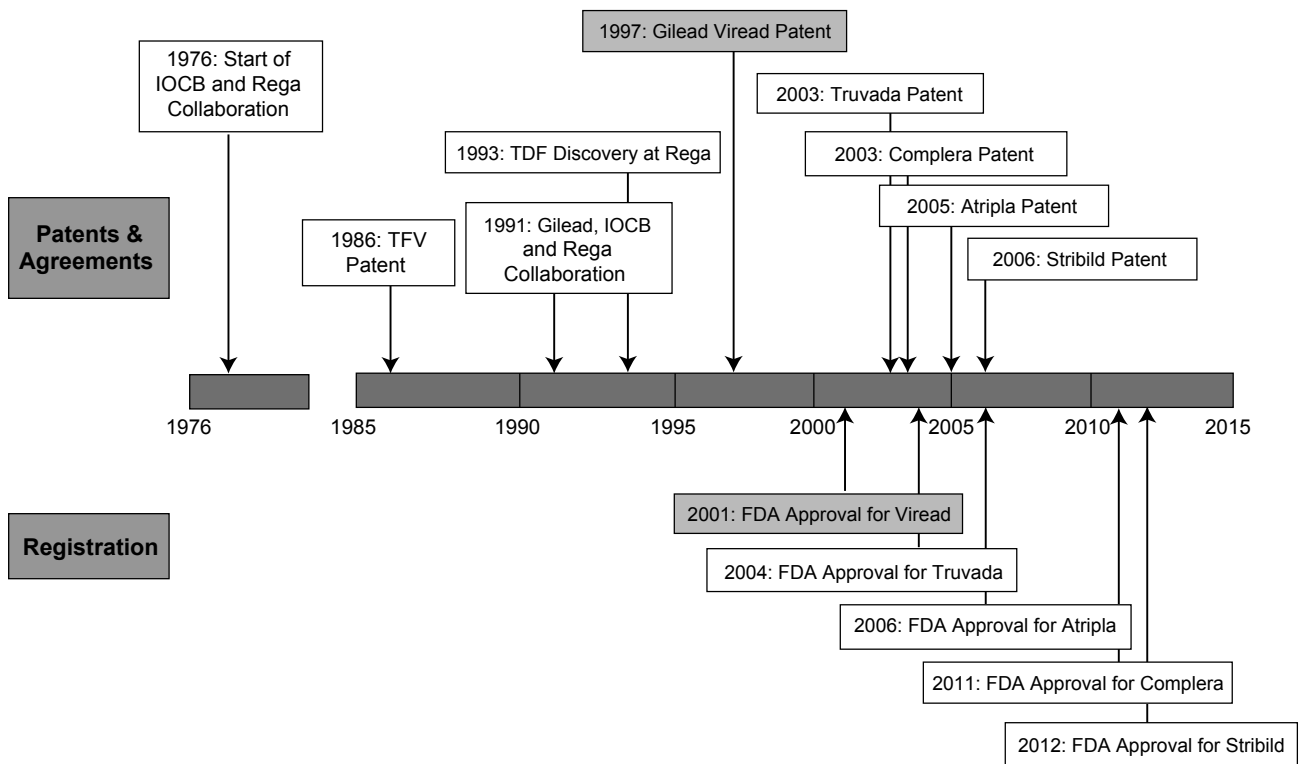 1997: Gilead Viread Patent
1976: Start of
IOCB and Rega
Collaboration
2003: Truvada Patent
1993: TDF Discovery at Rega
2003: Complera Patent
Patents &
Agreements
1986: TFV
Patent
1991: Gilead, IOCB
and Rega
Collaboration
2005: Atripla Patent
2006: Stribild Patent
1976
1985
1990
1995
2000
2005
2010
2015
Registration
2001: FDA Approval for Viread
2004: FDA Approval for Truvada
2006: FDA Approval for Atripla
2011: FDA Approval for Complera
2012: FDA Approval for Stribild